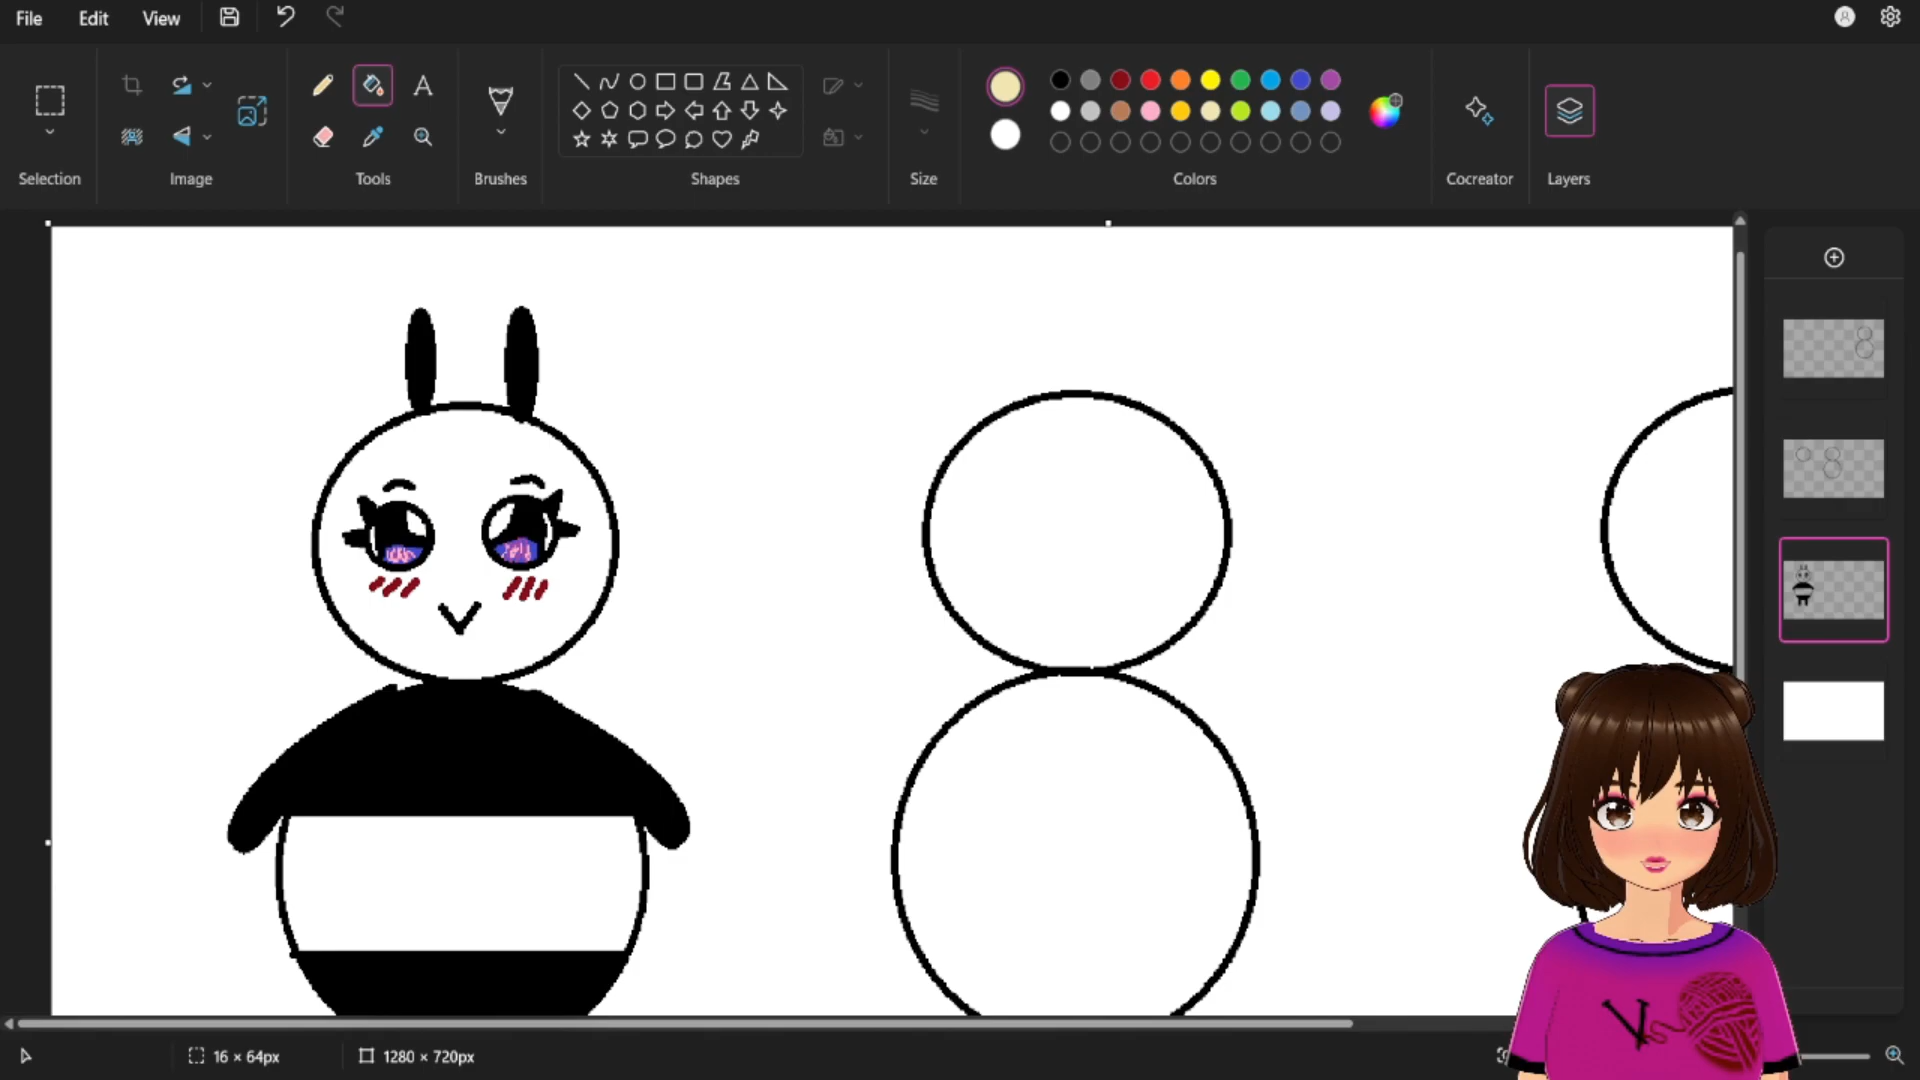 File Edit View
Selection Image Tools Brushes Shapes Size Colors Cocreator Layers
16 × 64px 1280 × 720px